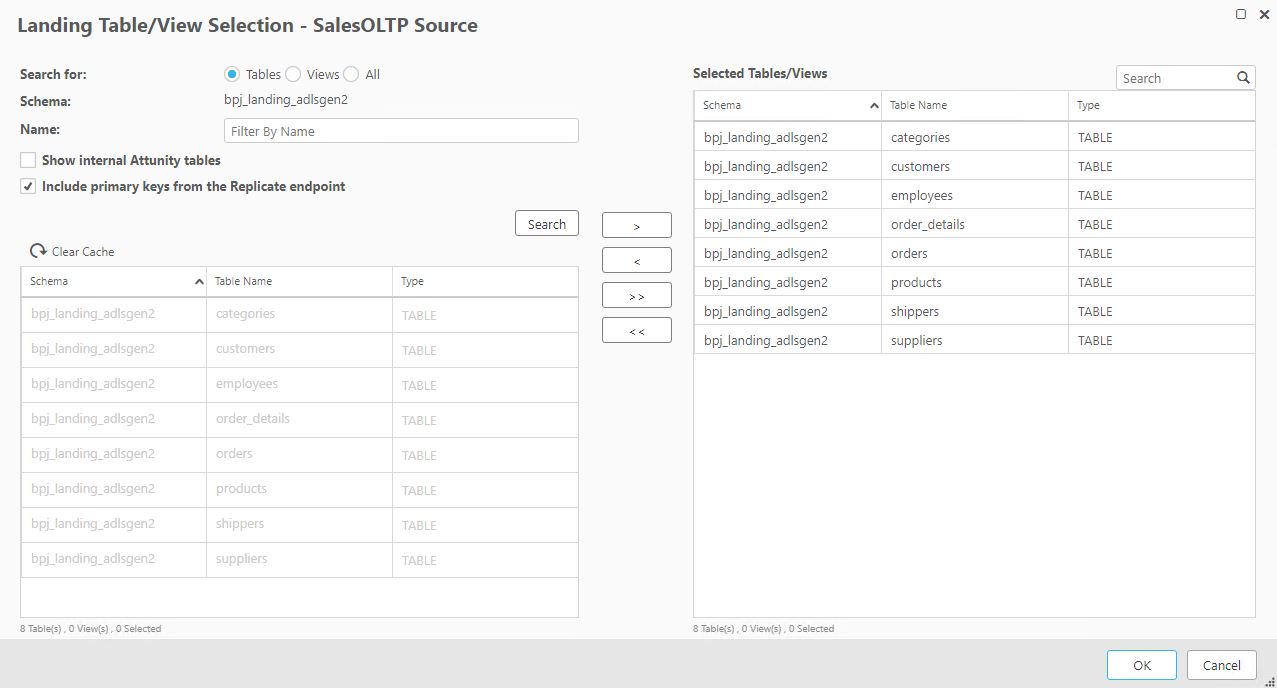 Landing Table/View Selection - SalesOLTP Source
Search for: Tables Views All
Schema: bpj_landing_adlsgen2
Name: Filter By Name
Show internal Attunity tables
Include primary keys from the Replicate endpoint
Search
Clear Cache
Schema Table Name Type
bpj_landing_adlsgen2 categories TABLE
bpj_landing_adlsgen2 customers TABLE
bpj_landing_adlsgen2 employees TABLE
bpj_landing_adlsgen2 order_details TABLE
bpj_landing_adlsgen2 orders TABLE
bpj_landing_adlsgen2 products TABLE
bpj_landing_adlsgen2 shippers TABLE
bpj_landing_adlsgen2 suppliers TABLE
8 Table(s) , 0 View(s) , 0 Selected
>
<
>>
<<
Selected Tables/Views
Search
Schema Table Name Type
bpj_landing_adlsgen2 categories TABLE
bpj_landing_adlsgen2 customers TABLE
bpj_landing_adlsgen2 employees TABLE
bpj_landing_adlsgen2 order_details TABLE
bpj_landing_adlsgen2 orders TABLE
bpj_landing_adlsgen2 products TABLE
bpj_landing_adlsgen2 shippers TABLE
bpj_landing_adlsgen2 suppliers TABLE
8 Table(s) , 0 View(s) , 0 Selected
OK Cancel